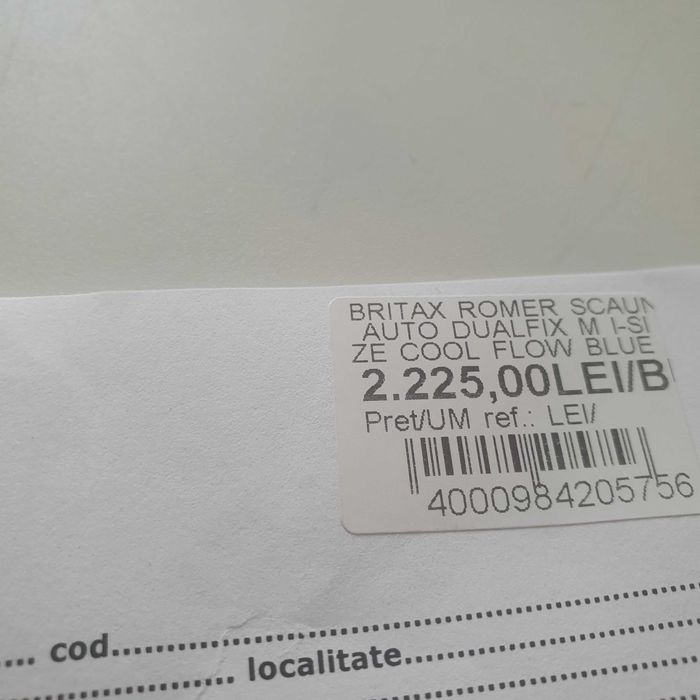 BRITAX ROMER SCAUN
AUTO DUALFIX M I-SI
ZE COOL FLOW BLUE
2.225,00LEI/B
Pret/UM ref.: LEI/
4000984205756
.... cod....................................................
........................ localitate..............................